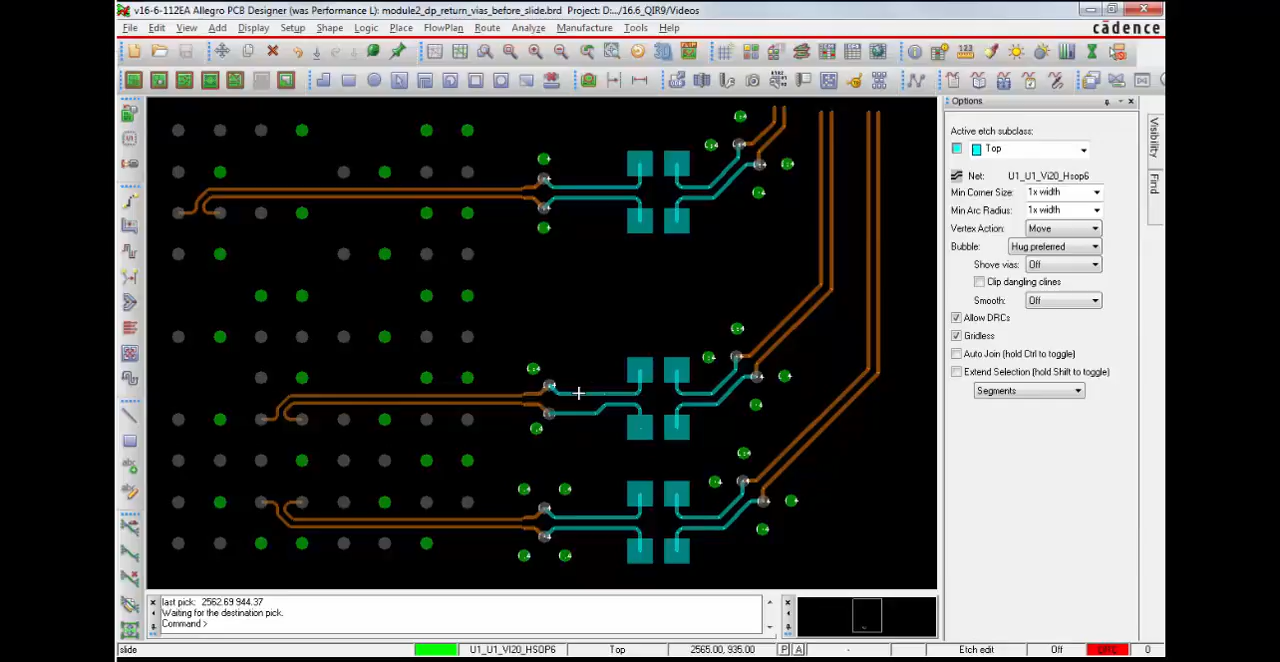 v16-6-112EA Allegro PCB Designer (was Performance L): module2_dp_return_vias_before_slide.brd Project: D:.../16.6_QIR9/Videos
File Edit View Add Display Setup Shape Logic Place FlowPlan Route Analyze Manufacture Tools Help
cādence
Options
Active etch subclass:
Top
Net: U1_U1_Vi20_Hsop6
Min Corner Size: 1x width
Min Arc Radius: 1x width
Vertex Action: Move
Bubble: Hug preferred
Shove vias: Off
Clip dangling clines
Smooth: Off
Allow DRCs
Gridless
Auto Join (hold Ctrl to toggle)
Extend Selection (hold Shift to toggle)
Segments
Visibility
Find
last pick: 2562.69 944.37
Waiting for the destination pick.
Command >
slide U1_U1_VI20_HSOP6 Top 2565.00, 935.00 P A - Etch edit Off DRC 0